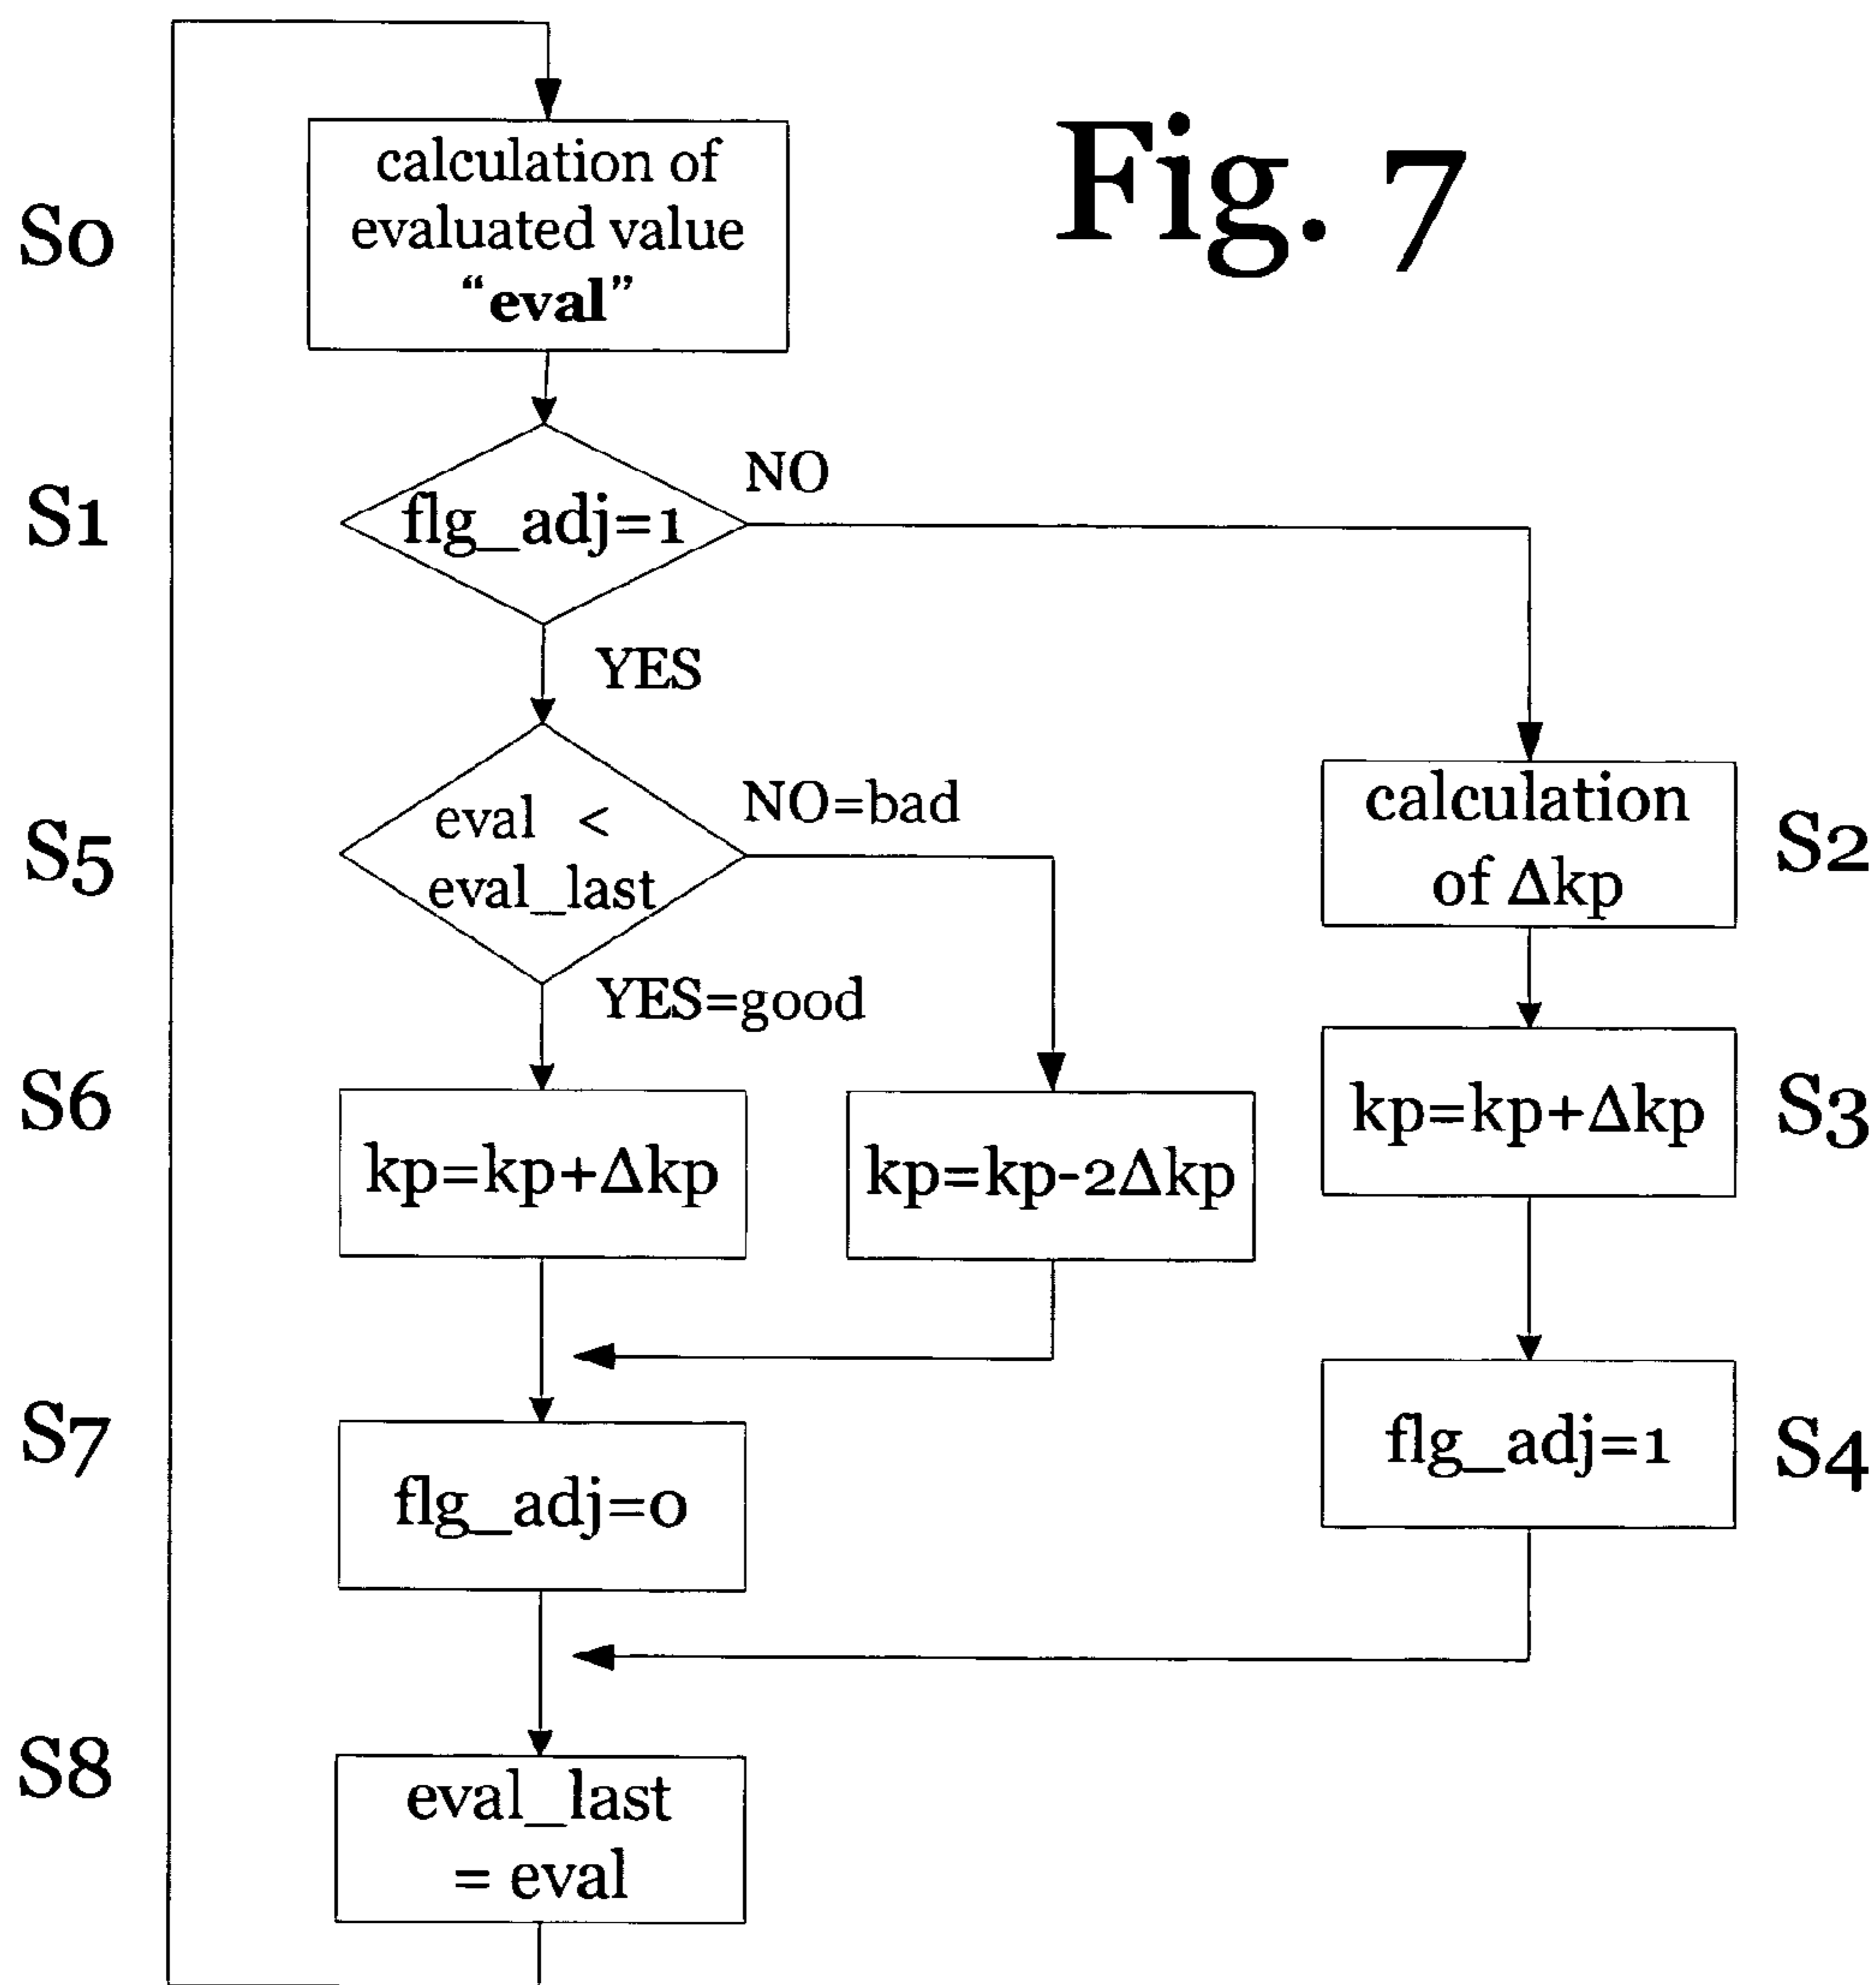 Fig. 7
S0
calculation of
evaluated value
“eval”
S1
flg_adj=1
NO
YES
S5
eval <
eval_last
NO=bad
YES=good
calculation
of Δkp
S2
S6
kp=kp+Δkp
kp=kp-2Δkp
kp=kp+Δkp
S3
S7
flg_adj=0
flg_adj=1
S4
S8
eval_last
= eval